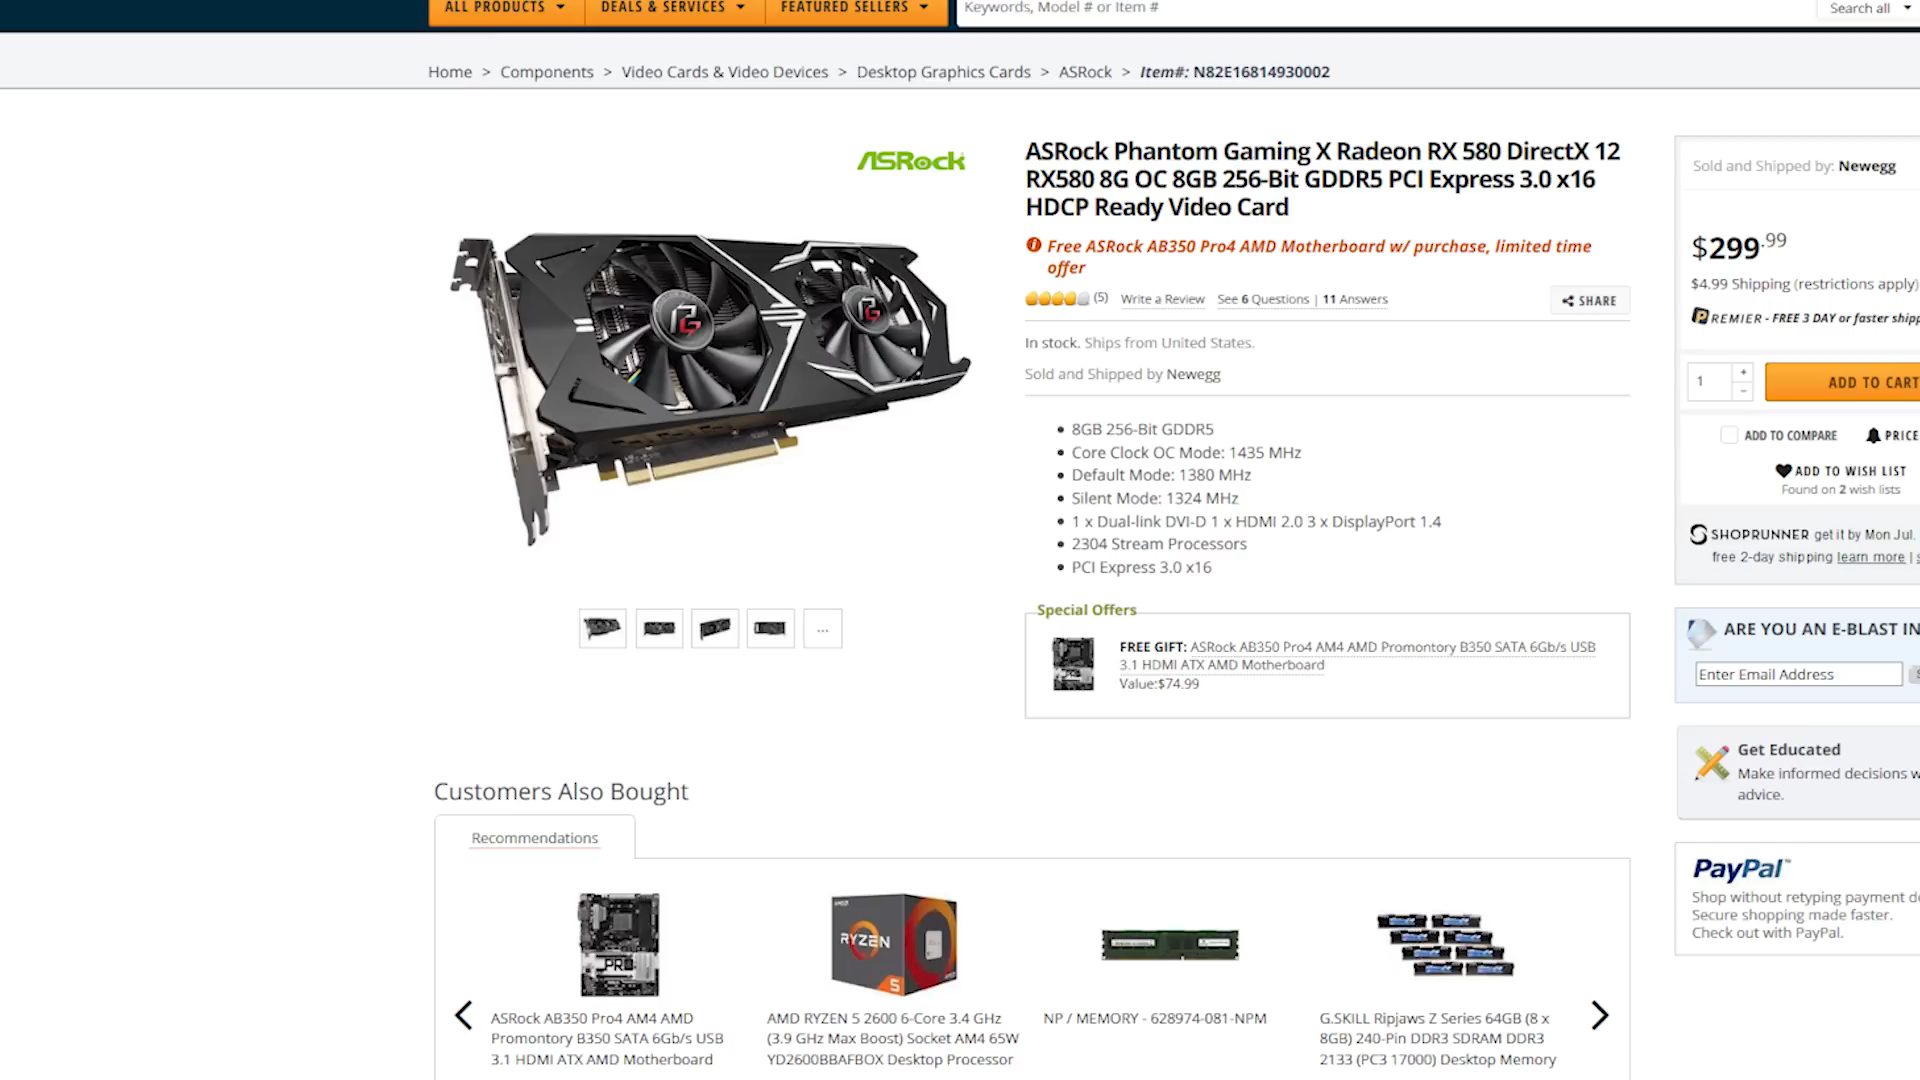 ALL PRODUCTS
DEALS & SERVICES
FEATURED SELLERS
Keywords, Model # or Item #
Search all
Home > Components > Video Cards & Video Devices > Desktop Graphics Cards > ASRock > Item#: N82E16814930002
ASRock
ASRock Phantom Gaming X Radeon RX 580 DirectX 12
RX580 8G OC 8GB 256-Bit GDDR5 PCI Express 3.0 x16
HDCP Ready Video Card
Free ASRock AB350 Pro4 AMD Motherboard w/ purchase, limited time
offer
(5) Write a Review See 6 Questions | 11 Answers
SHARE
In stock. Ships from United States.
Sold and Shipped by Newegg
8GB 256-Bit GDDR5
Core Clock OC Mode: 1435 MHz
Default Mode: 1380 MHz
Silent Mode: 1324 MHz
1 x Dual-link DVI-D 1 x HDMI 2.0 3 x DisplayPort 1.4
2304 Stream Processors
PCI Express 3.0 x16
...
Special Offers
FREE GIFT: ASRock AB350 Pro4 AM4 AMD Promontory B350 SATA 6Gb/s USB
3.1 HDMI ATX AMD Motherboard
Value:$74.99
Sold and Shipped by: Newegg
$299.99
$4.99 Shipping (restrictions apply)
PREMIER - FREE 3 DAY or faster shipp
1
+
-
ADD TO CART
ADD TO COMPARE
PRICE
ADD TO WISH LIST
Found on 2 wish lists
SHOPRUNNER get it by Mon Jul.
free 2-day shipping learn more |
ARE YOU AN E-BLAST IN
Enter Email Address
Get Educated
Make informed decisions w
advice.
PayPal
Shop without retyping payment de
Secure shopping made faster.
Check out with PayPal.
Customers Also Bought
Recommendations
AMD
RYZEN
5
PR
ASRock AB350 Pro4 AM4 AMD
Promontory B350 SATA 6Gb/s USB
3.1 HDMI ATX AMD Motherboard
AMD RYZEN 5 2600 6-Core 3.4 GHz
(3.9 GHz Max Boost) Socket AM4 65W
YD2600BBAFBOX Desktop Processor
NP / MEMORY - 628974-081-NPM
G.SKILL Ripjaws Z Series 64GB (8 x
8GB) 240-Pin DDR3 SDRAM DDR3
2133 (PC3 17000) Desktop Memory